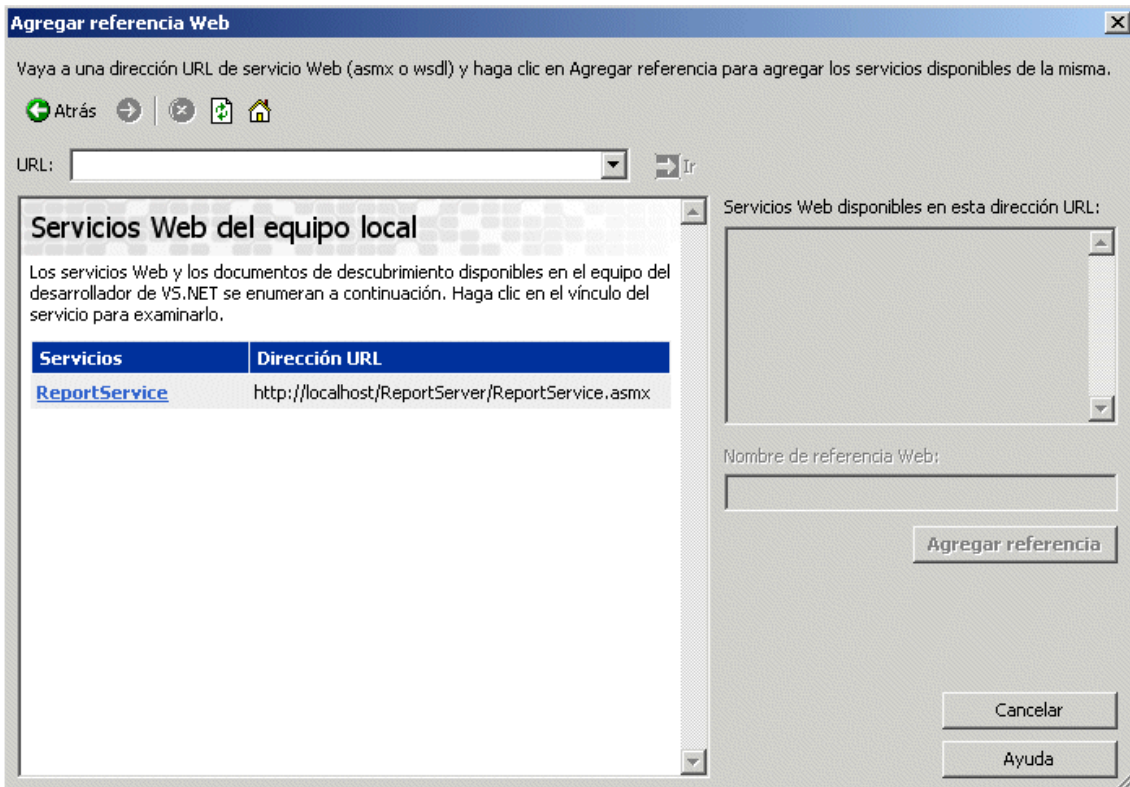 Agregar referencia Web
Vaya a una dirección URL de servicio Web (asmx o wsdl) y haga clic en Agregar referencia para agregar los servicios disponibles de la misma.
Atrás
URL:
Ir
Servicios Web del equipo local
Los servicios Web y los documentos de descubrimiento disponibles en el equipo del
desarrollador de VS.NET se enumeran a continuación. Haga clic en el vínculo del
servicio para examinarlo.
Servicios Dirección URL
ReportService http://localhost/ReportServer/ReportService.asmx
Servicios Web disponibles en esta dirección URL:
Nombre de referencia Web:
Agregar referencia
Cancelar
Ayuda